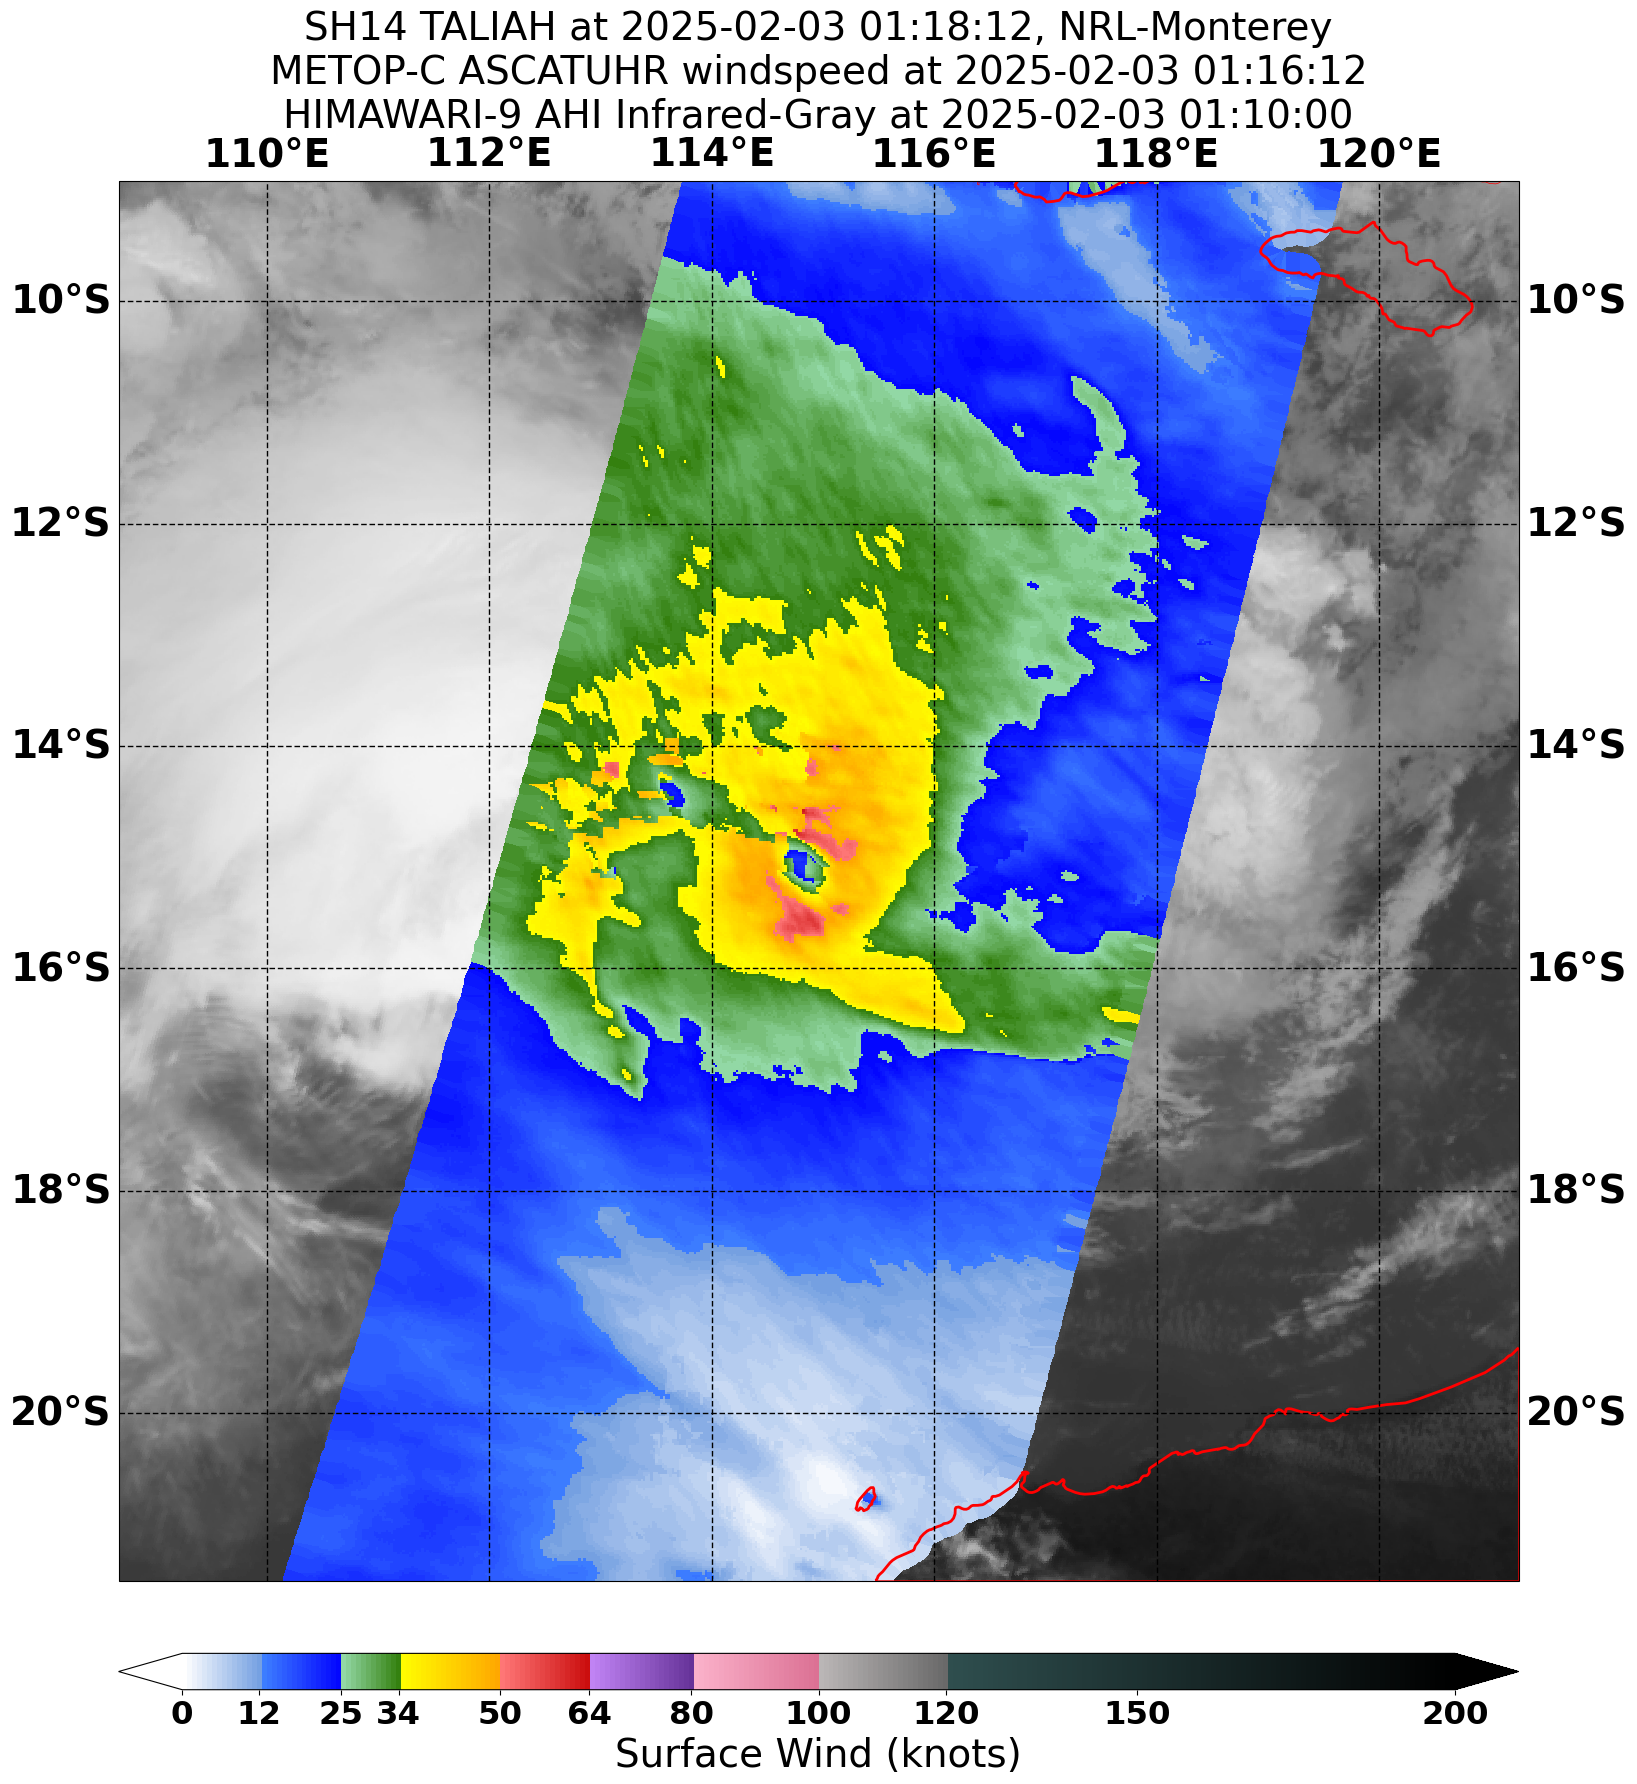 SH14 TALIAH at 2025-02-03 01:18:12, NRL-Monterey
METOP-C ASCATUHR windspeed at 2025-02-03 01:16:12
HIMAWARI-9 AHI Infrared-Gray at 2025-02-03 01:10:00
110°E 112°E 114°E 116°E 118°E 120°E
10°S 10°S
12°S 12°S
14°S 14°S
16°S 16°S
18°S 18°S
20°S 20°S
0 12 25 34 50 64 80 100 120 150 200
Surface Wind (knots)